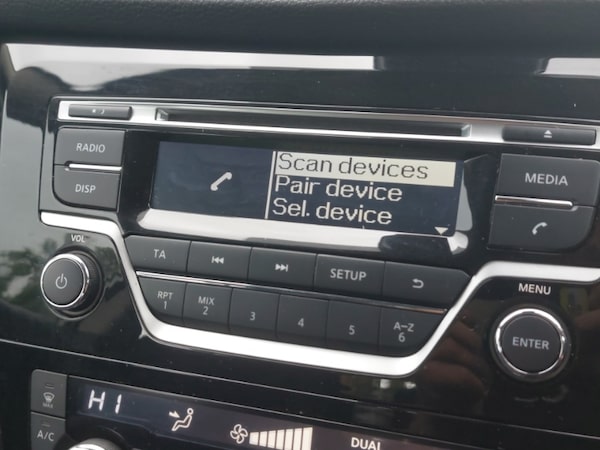 RADIO
DISP
Scan devices
Pair device
Sel. device
MEDIA
VOL
TA
SETUP
RPT
1
MIX
2
3
4
5
A-Z
6
MENU
ENTER
HI
A/C
DUAL